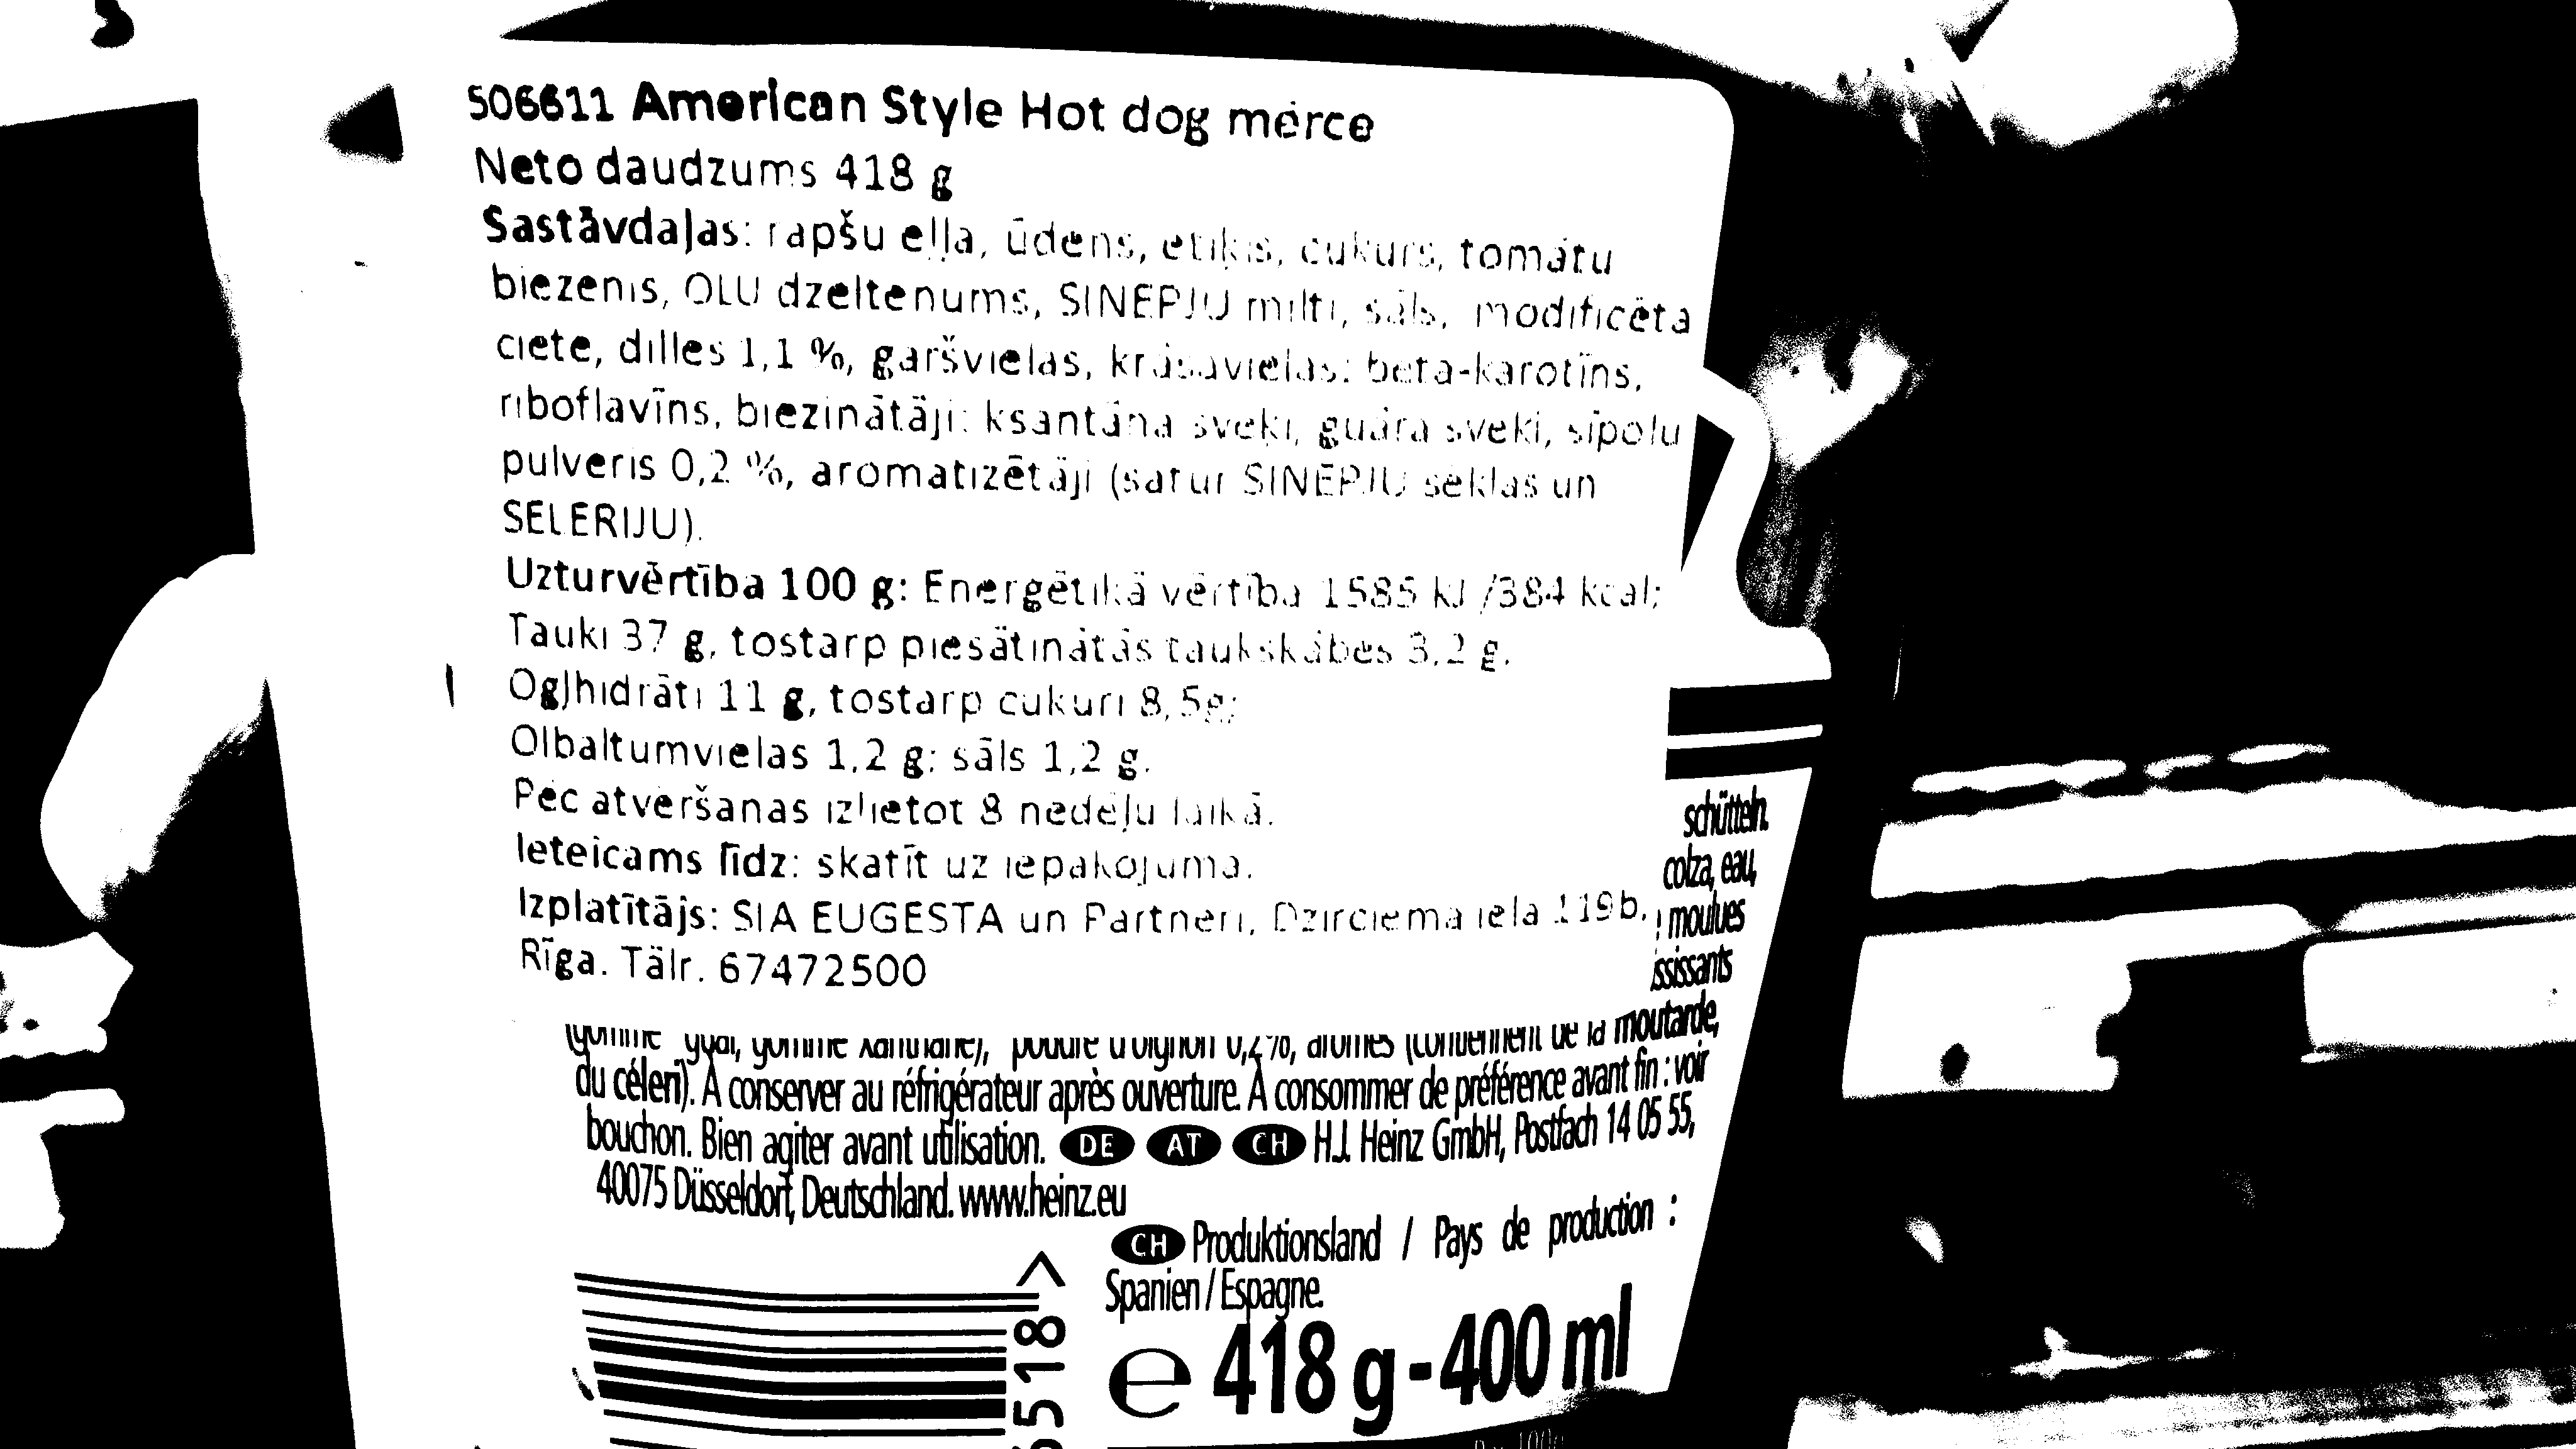 506611 American Style Hot dog mērce
Neto daudzums 418 g
Sastāvdaļas: rapšu eļļa, ūdens, etiķis, cukurs, tomātu
biezenis, OLU dzeltenums, SINEPJU milti, sāls, modificēta
ciete, dilles 1,1 %, garšvielas, krāsavielas: beta-karotīns,
riboflavīns, biezinātāji: ksantāna sveķi, guāra sveķi, sīpolu
pulveris 0,2 %, aromatizētāji (satur SINEPJU sēklas un
SELERIJU).
Uzturvērtība 100 g: Enerģētikā vērtība 1585 kJ /384 kcal;
Tauki 37 g, tostarp piesātinātās taukskābes 3,2 g.
Ogļhidrāti 11 g, tostarp cukuri 8,5g;
Olbaltumvielas 1,2 g; sāls 1,2 g.
Pēc atvēršanas izlietot 8 nedēļu laikā.
Ieteicams līdz: skatīt uz iepakojuma.
Izplatītājs: SIA EUGESTA un Partneri, Dzirciema iela 119b,
Rīga. Tālr. 67472500
schütteln.
colza, eau,
moulues
ississants
(gomme guar, gomme xanthane), poudre d'oignon 0,2%, arômes (contiennent de la moutarde,
du céleri). À conserver au réfrigérateur après ouverture. À consommer de préférence avant fin : voir
bouchon. Bien agiter avant utilisation. DE AT CH H.J. Heinz GmbH, Postfach 14 05 55,
40075 Düsseldorf, Deutschland. www.heinz.eu
CH Produktionsland / Pays de production :
Spanien / Espagne.
℮ 418 g - 400 ml
518>